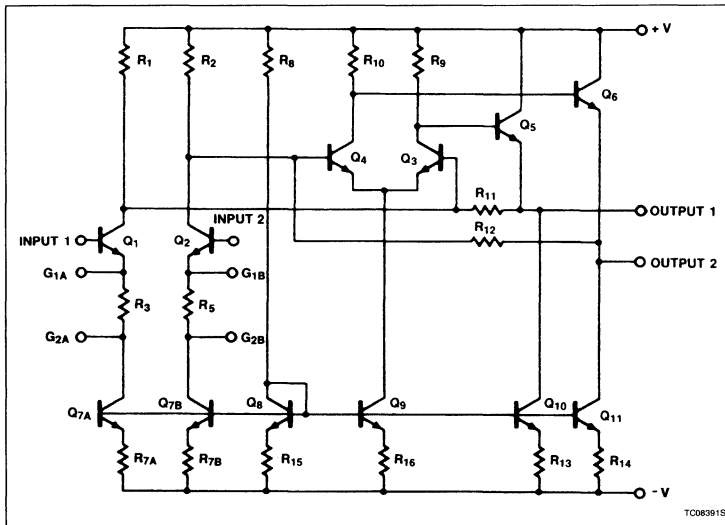 +V
R1 R2 R8 R10 R9
Q6
Q5
Q4 Q3
R11
OUTPUT 1
INPUT 2
INPUT 1
Q1 Q2
R12
OUTPUT 2
G1A G1B
R3 R5
G2A G2B
Q7A Q7B Q8 Q9 Q10 Q11
R7A R7B R15 R16 R13 R14
-V
TC08391S